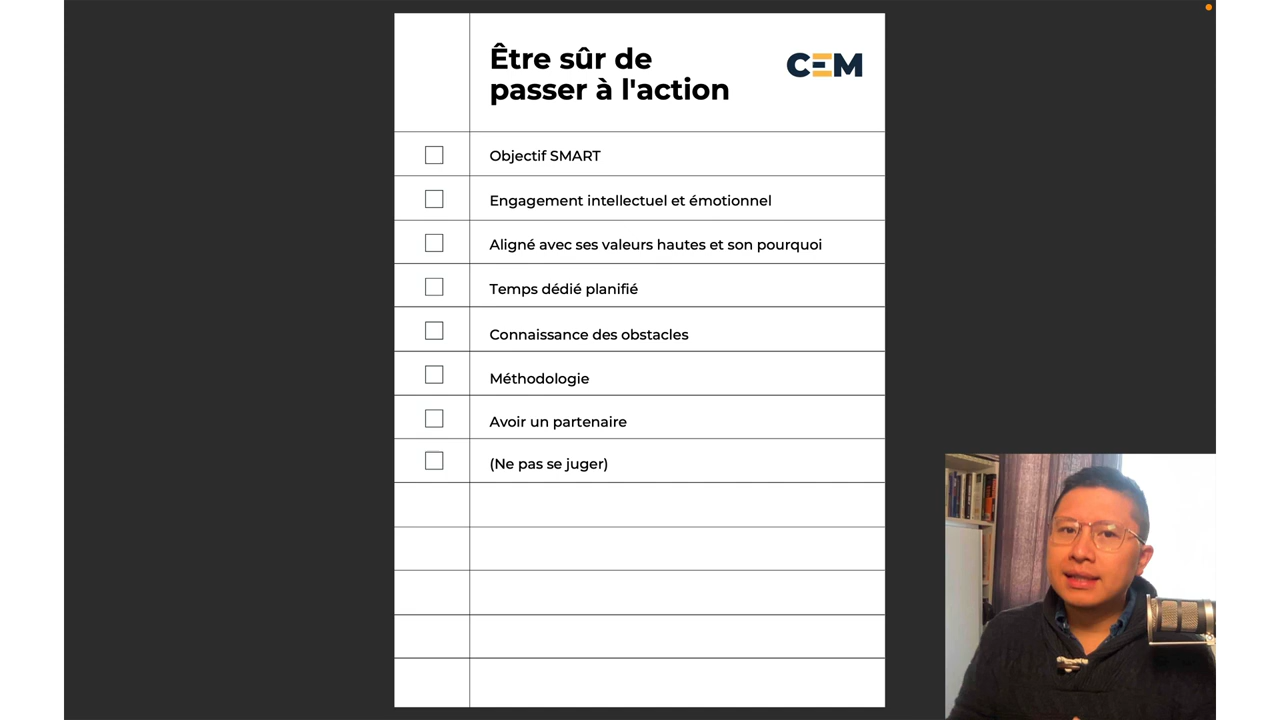 Être sûr de
passer à l'action
CEM
Objectif SMART
Engagement intellectuel et émotionnel
Aligné avec ses valeurs hautes et son pourquoi
Temps dédié planifié
Connaissance des obstacles
Méthodologie
Avoir un partenaire
(Ne pas se juger)